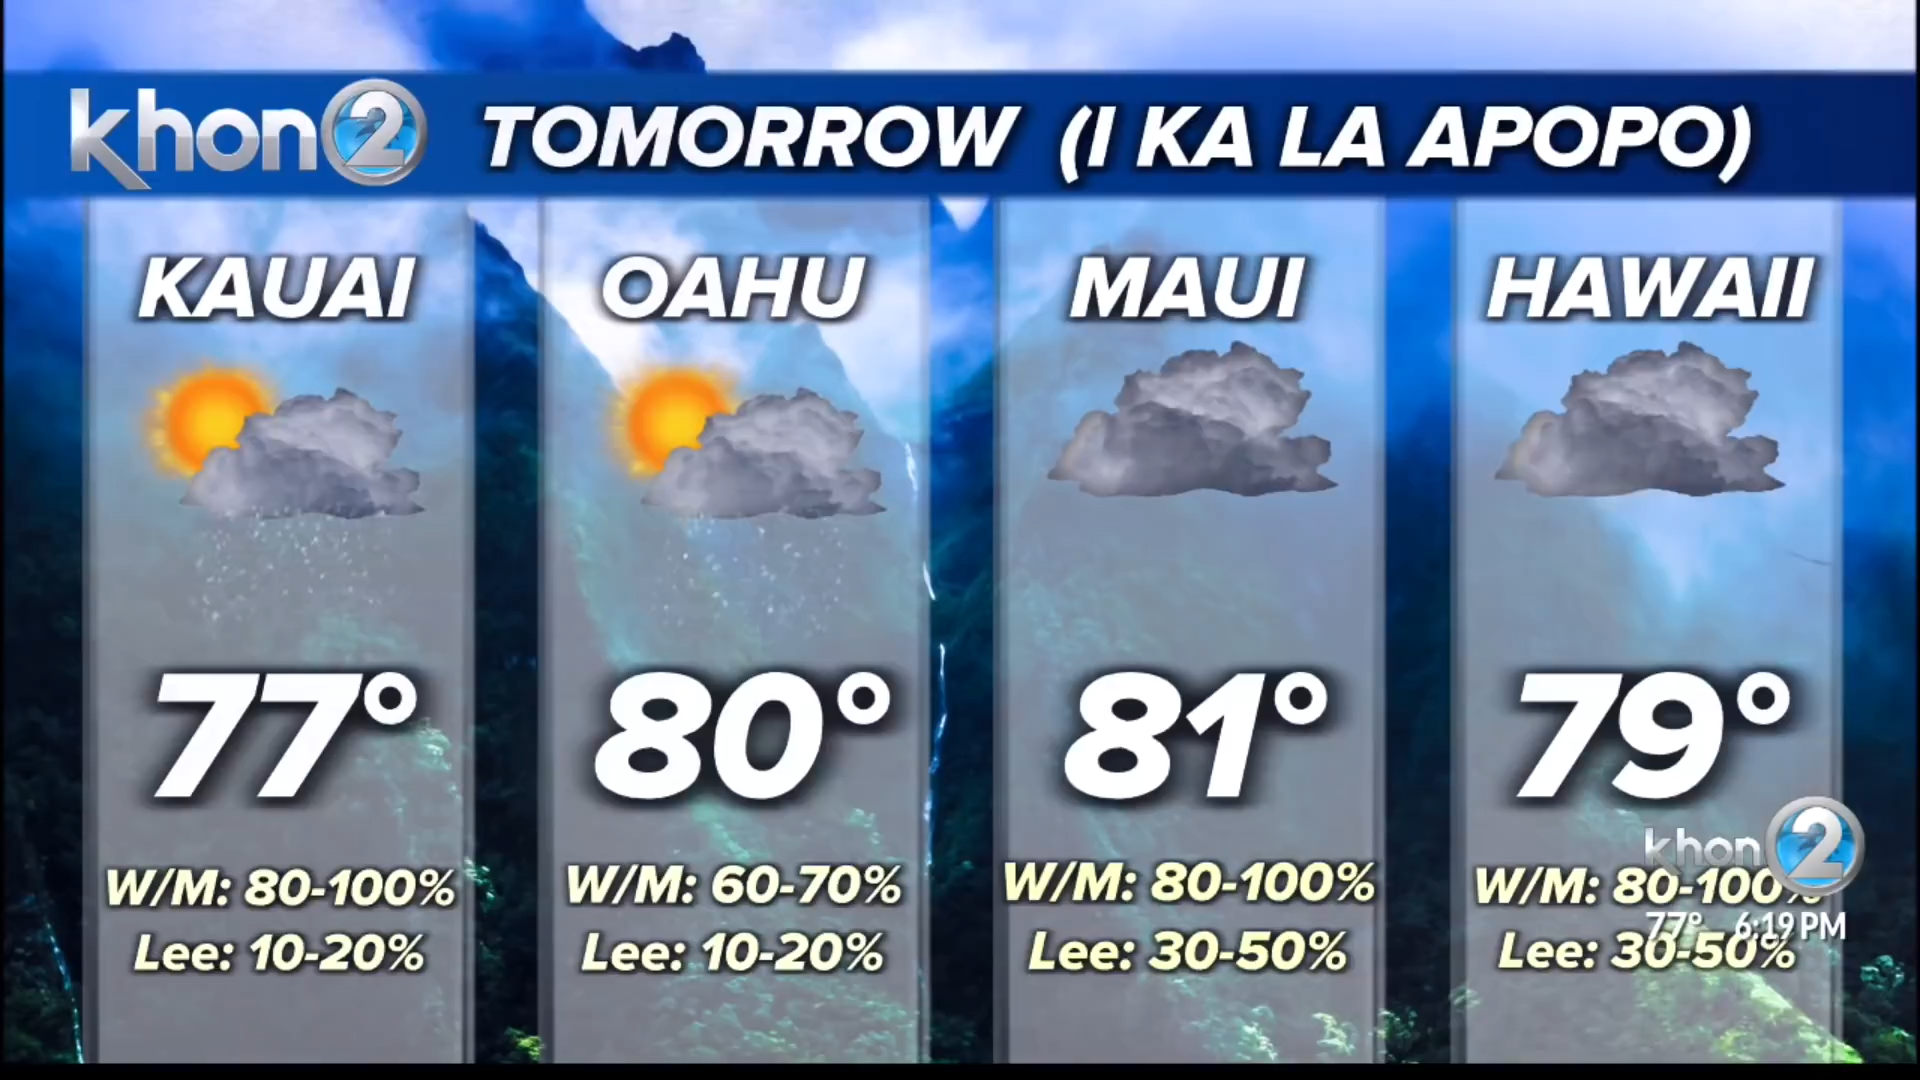 khon2 TOMORROW (I KA LA APOPO)
KAUAI
77°
W/M: 80-100%
Lee: 10-20%
OAHU
80°
W/M: 60-70%
Lee: 10-20%
MAUI
81°
W/M: 80-100%
Lee: 30-50%
HAWAII
79°
W/M: 80-100%
Lee: 30-50%
khon2
77° 6:19 PM